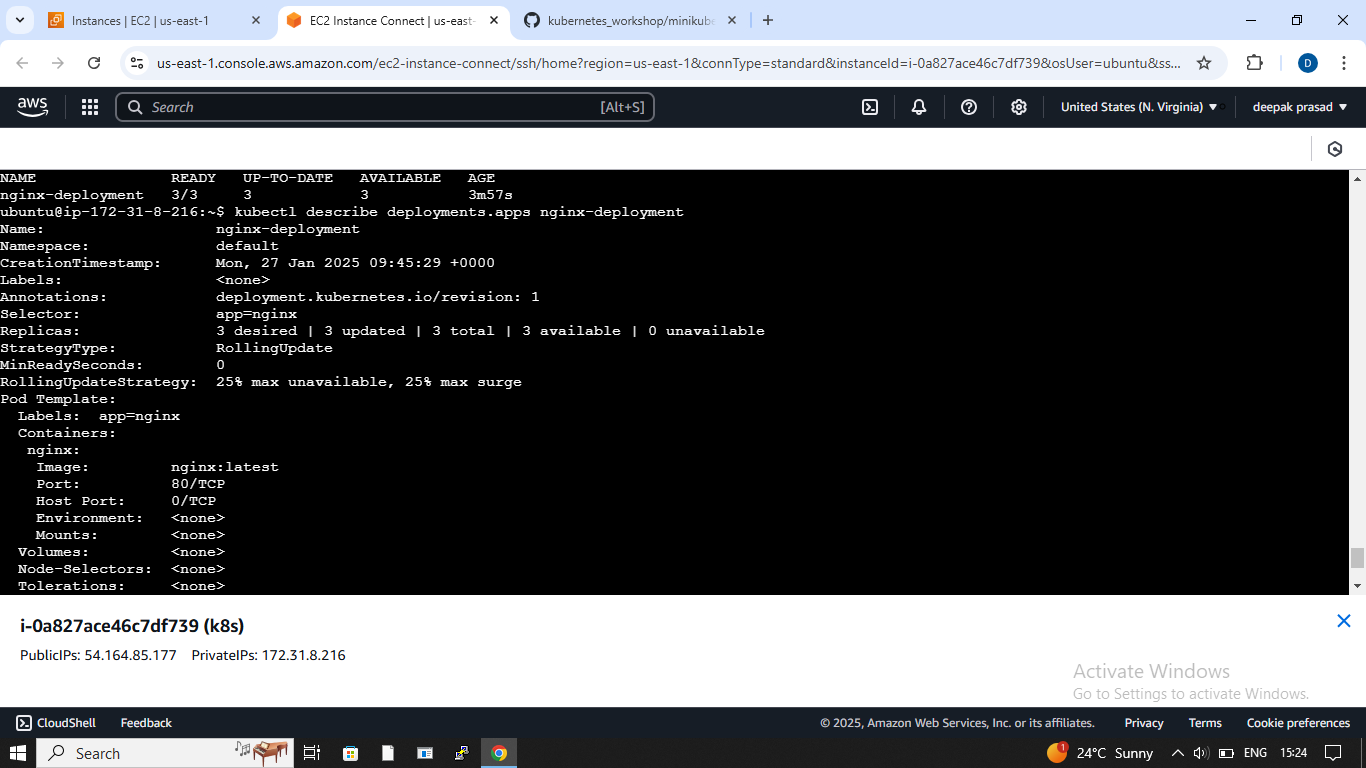 Instances | EC2 | us-east-1
EC2 Instance Connect | us-east-
kubernetes_workshop/minikube
us-east-1.console.aws.amazon.com/ec2-instance-connect/ssh/home?region=us-east-1&connType=standard&instanceId=i-0a827ace46c7df739&osUser=ubuntu&ss...
D
aws
Search
[Alt+S]
United States (N. Virginia) ▼
deepak prasad ▼
NAME READY UP-TO-DATE AVAILABLE AGE
nginx-deployment 3/3 3 3 3m57s
ubuntu@ip-172-31-8-216:~$ kubectl describe deployments.apps nginx-deployment
Name: nginx-deployment
Namespace: default
CreationTimestamp: Mon, 27 Jan 2025 09:45:29 +0000
Labels: <none>
Annotations: deployment.kubernetes.io/revision: 1
Selector: app=nginx
Replicas: 3 desired | 3 updated | 3 total | 3 available | 0 unavailable
StrategyType: RollingUpdate
MinReadySeconds: 0
RollingUpdateStrategy: 25% max unavailable, 25% max surge
Pod Template:
Labels: app=nginx
Containers:
nginx:
Image: nginx:latest
Port: 80/TCP
Host Port: 0/TCP
Environment: <none>
Mounts: <none>
Volumes: <none>
Node-Selectors: <none>
Tolerations: <none>
i-0a827ace46c7df739 (k8s)
PublicIPs: 54.164.85.177 PrivateIPs: 172.31.8.216
Activate Windows
Go to Settings to activate Windows.
CloudShell
Feedback
© 2025, Amazon Web Services, Inc. or its affiliates.
Privacy
Terms
Cookie preferences
Search
1
24°C Sunny
ENG
15:24